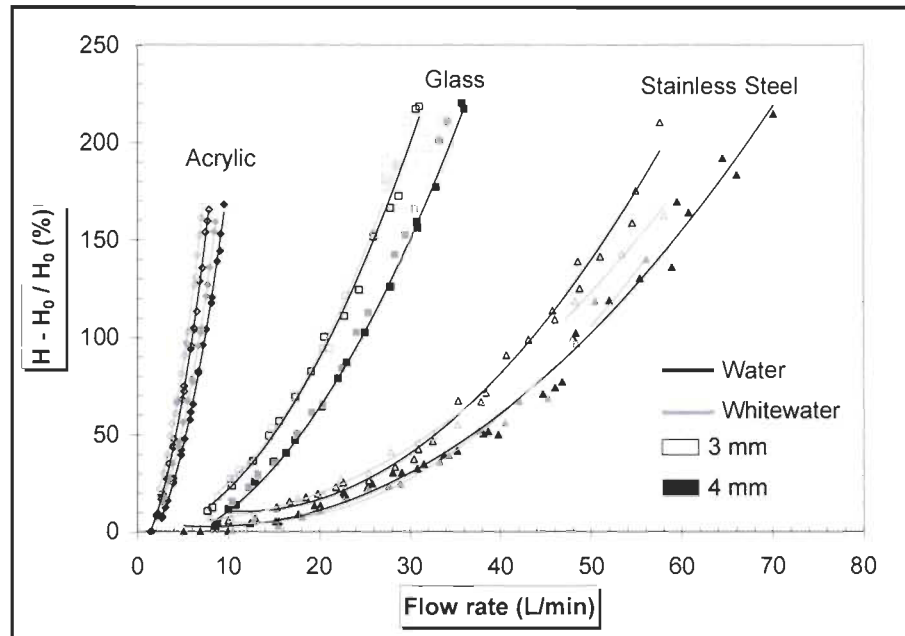 250
200
150
100
50
0
H - H₀ / H₀ (%)
Acrylic
Glass
Stainless Steel
Water
Whitewater
3 mm
4 mm
0 10 20 30 40 50 60 70 80
Flow rate (L/min)